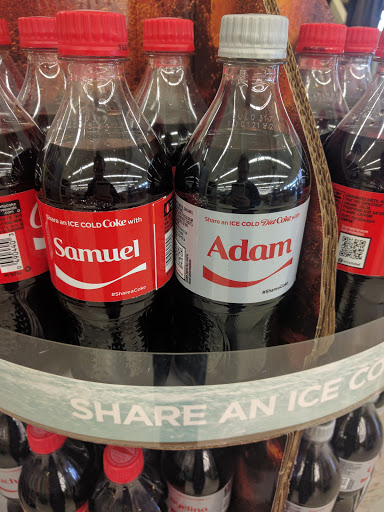 Share an ICE COLD Coke with
Samuel
#ShareaCoke
Share an ICE COLD Diet Coke with
Adam
#ShareaCoke
SHARE AN ICE CO